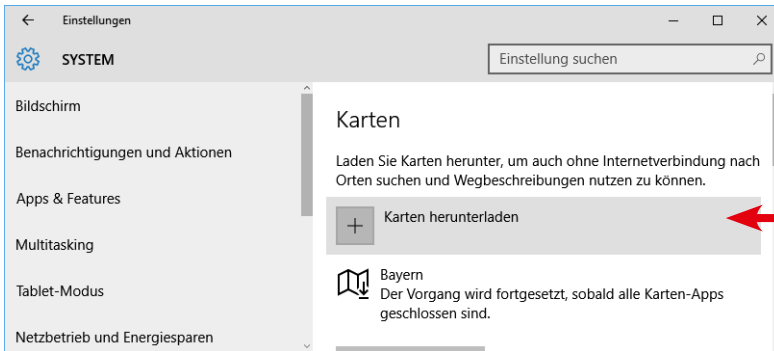 Einstellungen
SYSTEM
Einstellung suchen
Bildschirm
Benachrichtigungen und Aktionen
Apps & Features
Multitasking
Tablet-Modus
Netzbetrieb und Energiesparen
Karten
Laden Sie Karten herunter, um auch ohne Internetverbindung nach
Orten suchen und Wegbeschreibungen nutzen zu können.
Karten herunterladen
Bayern
Der Vorgang wird fortgesetzt, sobald alle Karten-Apps
geschlossen sind.